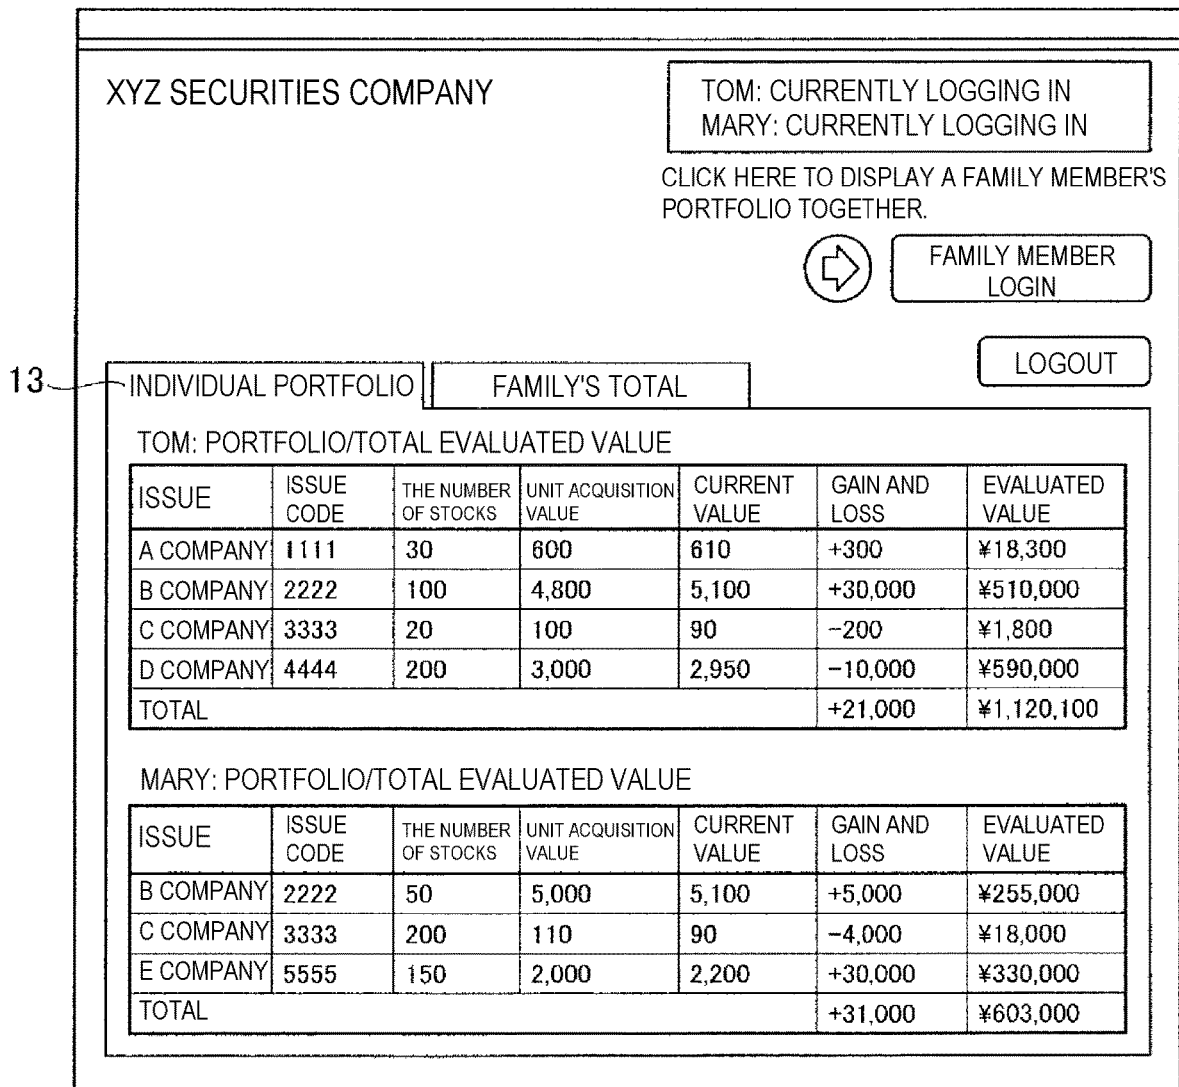 XYZ SECURITIES COMPANY
TOM: CURRENTLY LOGGING IN
MARY: CURRENTLY LOGGING IN
CLICK HERE TO DISPLAY A FAMILY MEMBER'S
PORTFOLIO TOGETHER.
FAMILY MEMBER
LOGIN
LOGOUT
13
INDIVIDUAL PORTFOLIO FAMILY'S TOTAL
TOM: PORTFOLIO/TOTAL EVALUATED VALUE
ISSUE ISSUE CODE THE NUMBER OF STOCKS UNIT ACQUISITION VALUE CURRENT VALUE GAIN AND LOSS EVALUATED VALUE
A COMPANY 1111 30 600 610 +300 ¥18,300
B COMPANY 2222 100 4,800 5,100 +30,000 ¥510,000
C COMPANY 3333 20 100 90 −200 ¥1,800
D COMPANY 4444 200 3,000 2,950 −10,000 ¥590,000
TOTAL +21,000 ¥1,120,100
MARY: PORTFOLIO/TOTAL EVALUATED VALUE
ISSUE ISSUE CODE THE NUMBER OF STOCKS UNIT ACQUISITION VALUE CURRENT VALUE GAIN AND LOSS EVALUATED VALUE
B COMPANY 2222 50 5,000 5,100 +5,000 ¥255,000
C COMPANY 3333 200 110 90 −4,000 ¥18,000
E COMPANY 5555 150 2,000 2,200 +30,000 ¥330,000
TOTAL +31,000 ¥603,000